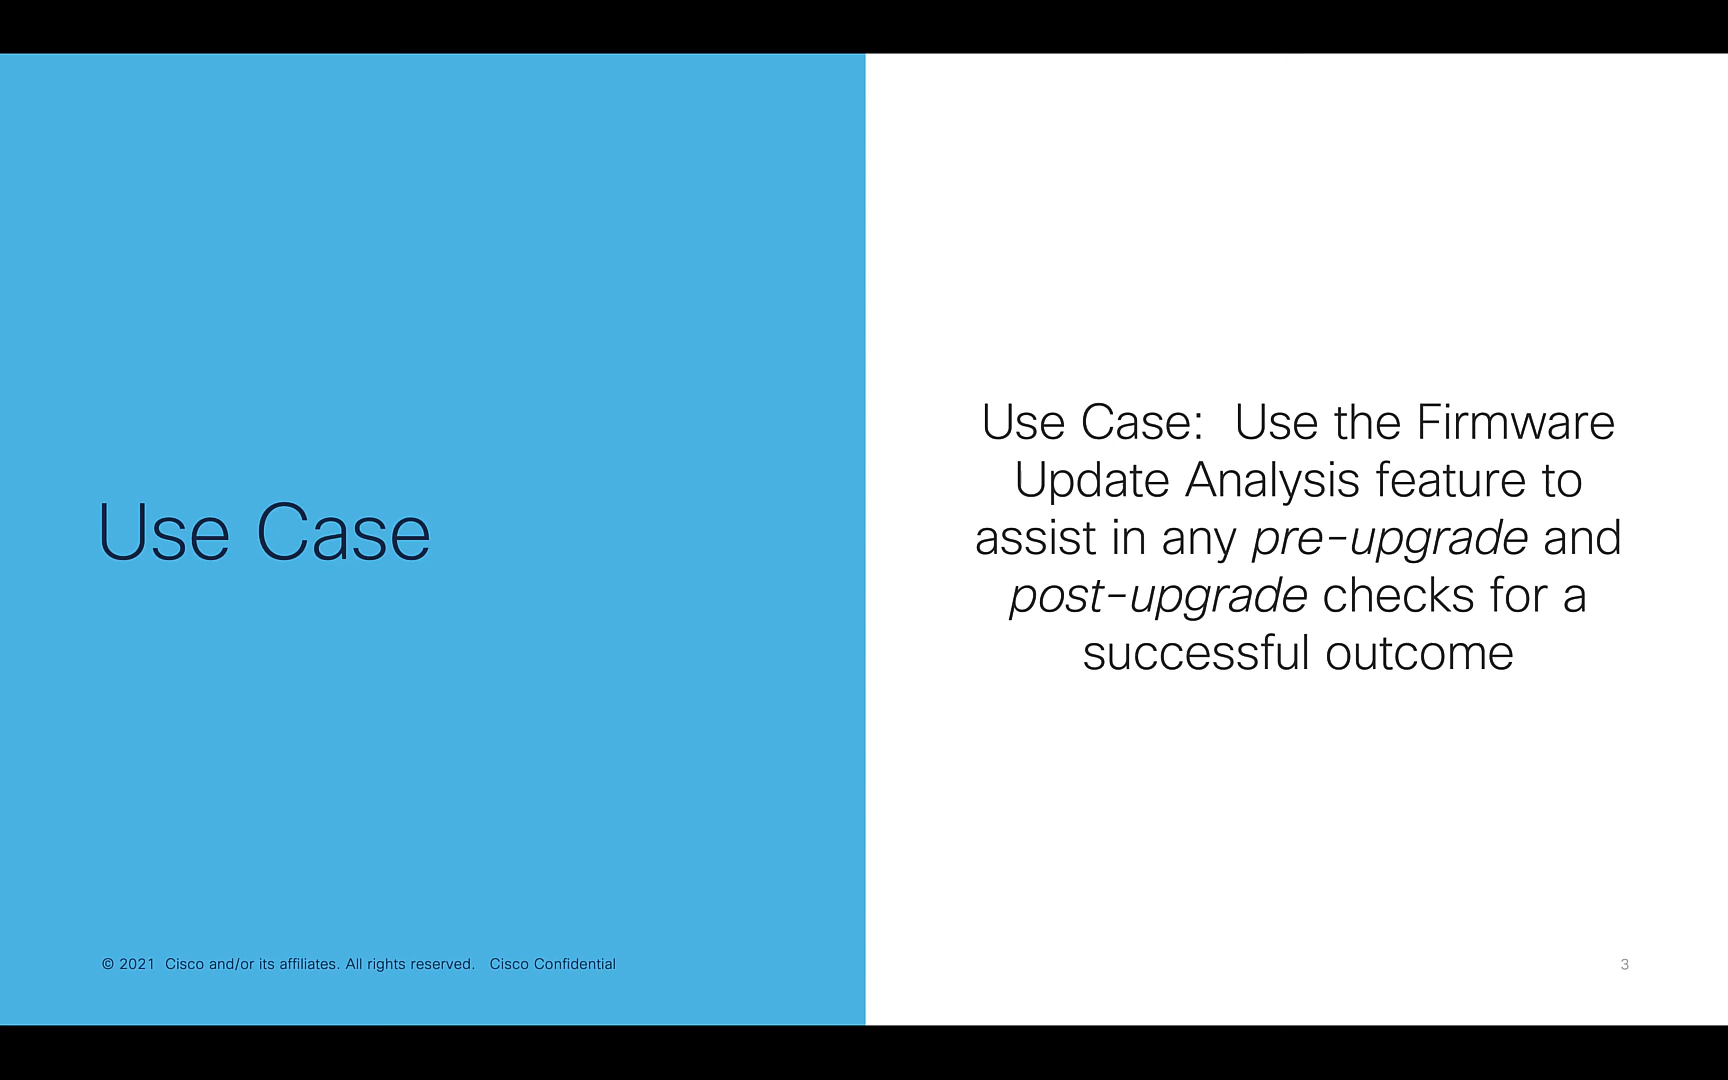 Use Case
Use Case:  Use the Firmware
Update Analysis feature to
assist in any pre-upgrade and
post-upgrade checks for a
successful outcome
© 2021  Cisco and/or its affiliates. All rights reserved.   Cisco Confidential
3